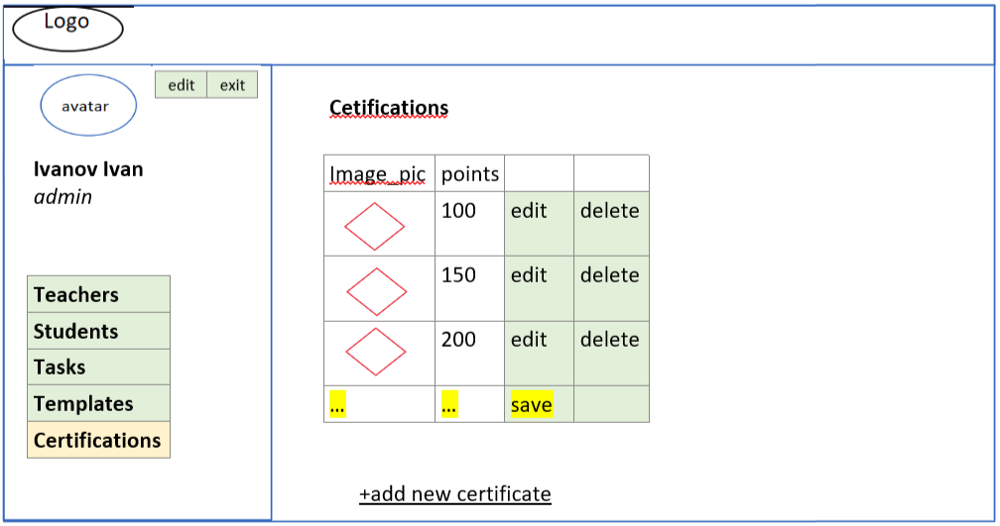 Logo
avatar
edit exit
Ivanov Ivan
admin
Teachers
Students
Tasks
Templates
Certifications
Cetifications
Image_pic points
100 edit delete
150 edit delete
200 edit delete
... ... save
+add new certificate